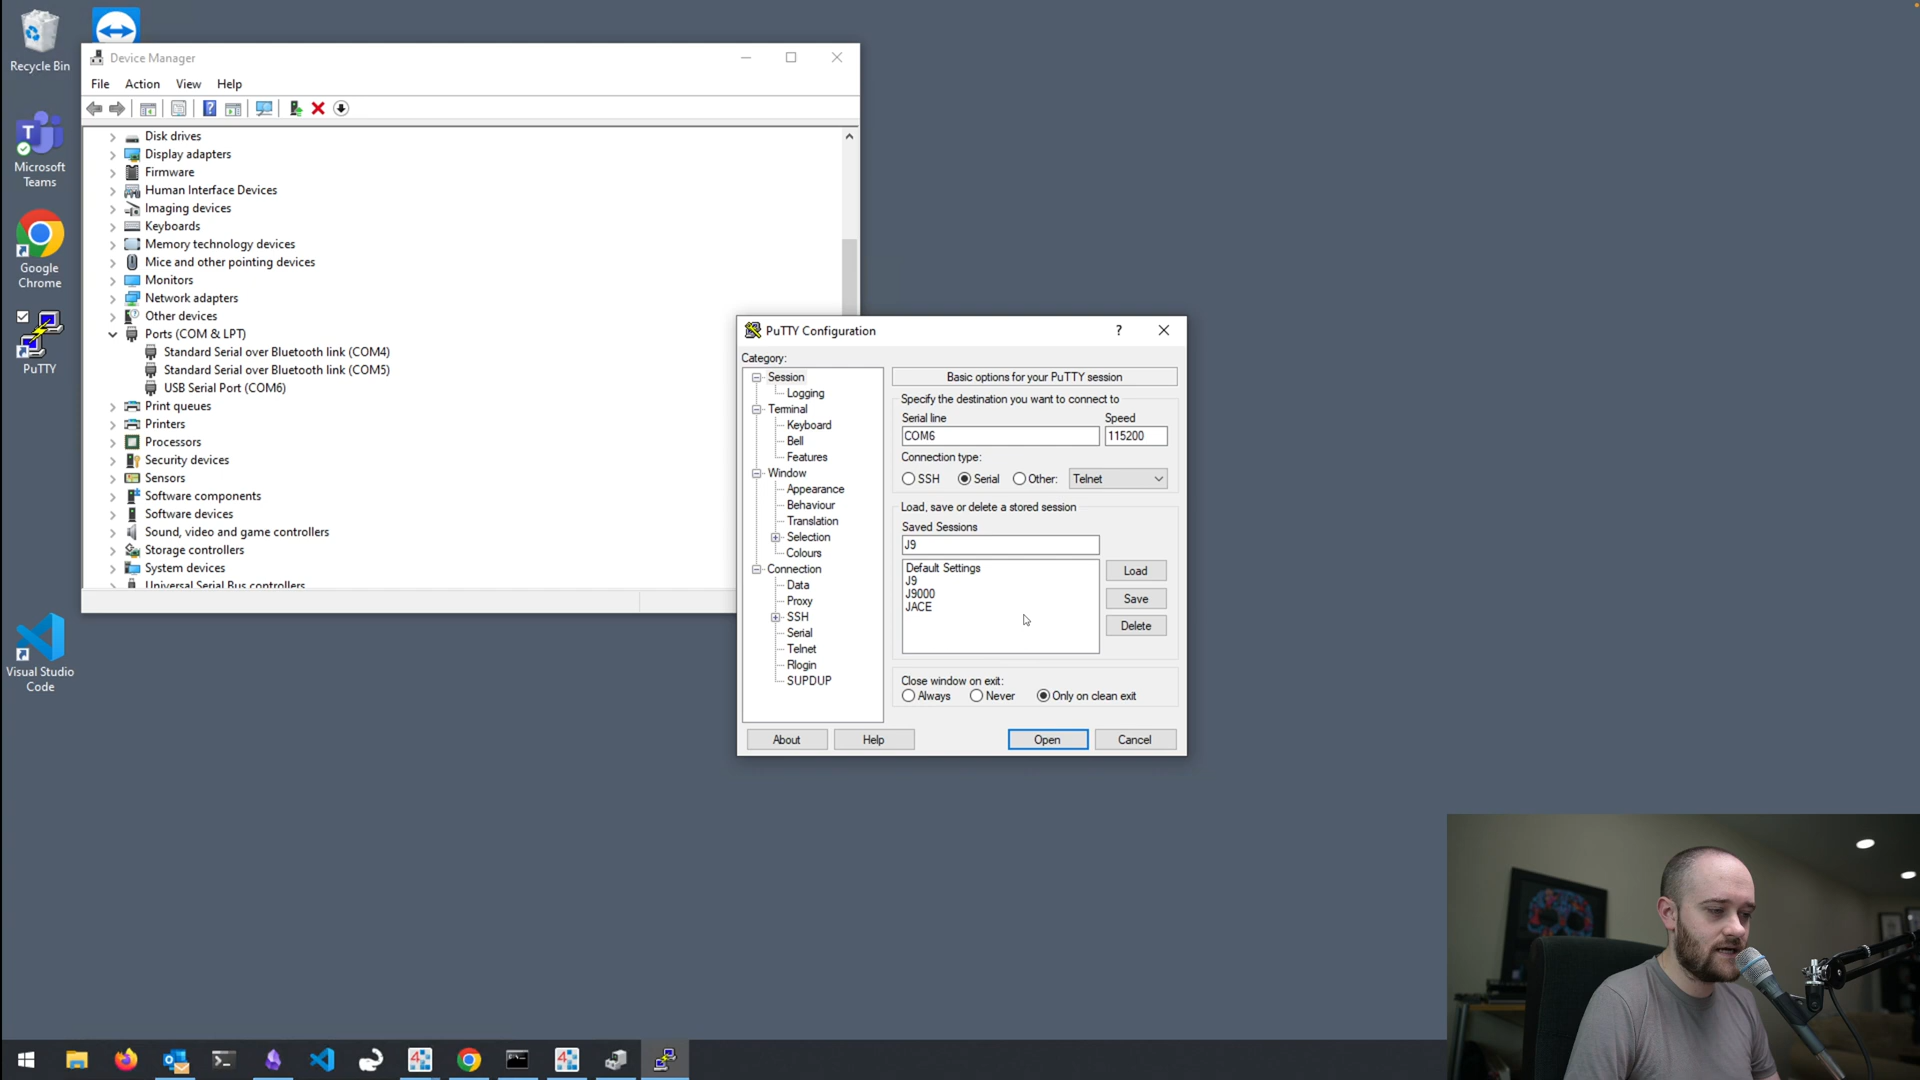 Recycle Bin
Microsoft
Teams
Google
Chrome
PuTTY
Visual Studio
Code
Device Manager
File Action View Help
Disk drives
Display adapters
Firmware
Human Interface Devices
Imaging devices
Keyboards
Memory technology devices
Mice and other pointing devices
Monitors
Network adapters
Other devices
Ports (COM & LPT)
Standard Serial over Bluetooth link (COM4)
Standard Serial over Bluetooth link (COM5)
USB Serial Port (COM6)
Print queues
Printers
Processors
Security devices
Sensors
Software components
Software devices
Sound, video and game controllers
Storage controllers
System devices
Universal Serial Bus controllers
PuTTY Configuration
?
Category:
Session
Logging
Terminal
Keyboard
Bell
Features
Window
Appearance
Behaviour
Translation
Selection
Colours
Connection
Data
Proxy
SSH
Serial
Telnet
Rlogin
SUPDUP
Basic options for your PuTTY session
Specify the destination you want to connect to
Serial line Speed
COM6 115200
Connection type:
SSH Serial Other: Telnet
Load, save or delete a stored session
Saved Sessions
J9
Default Settings
J9
J9000
JACE
Load
Save
Delete
Close window on exit:
Always Never Only on clean exit
About Help Open Cancel